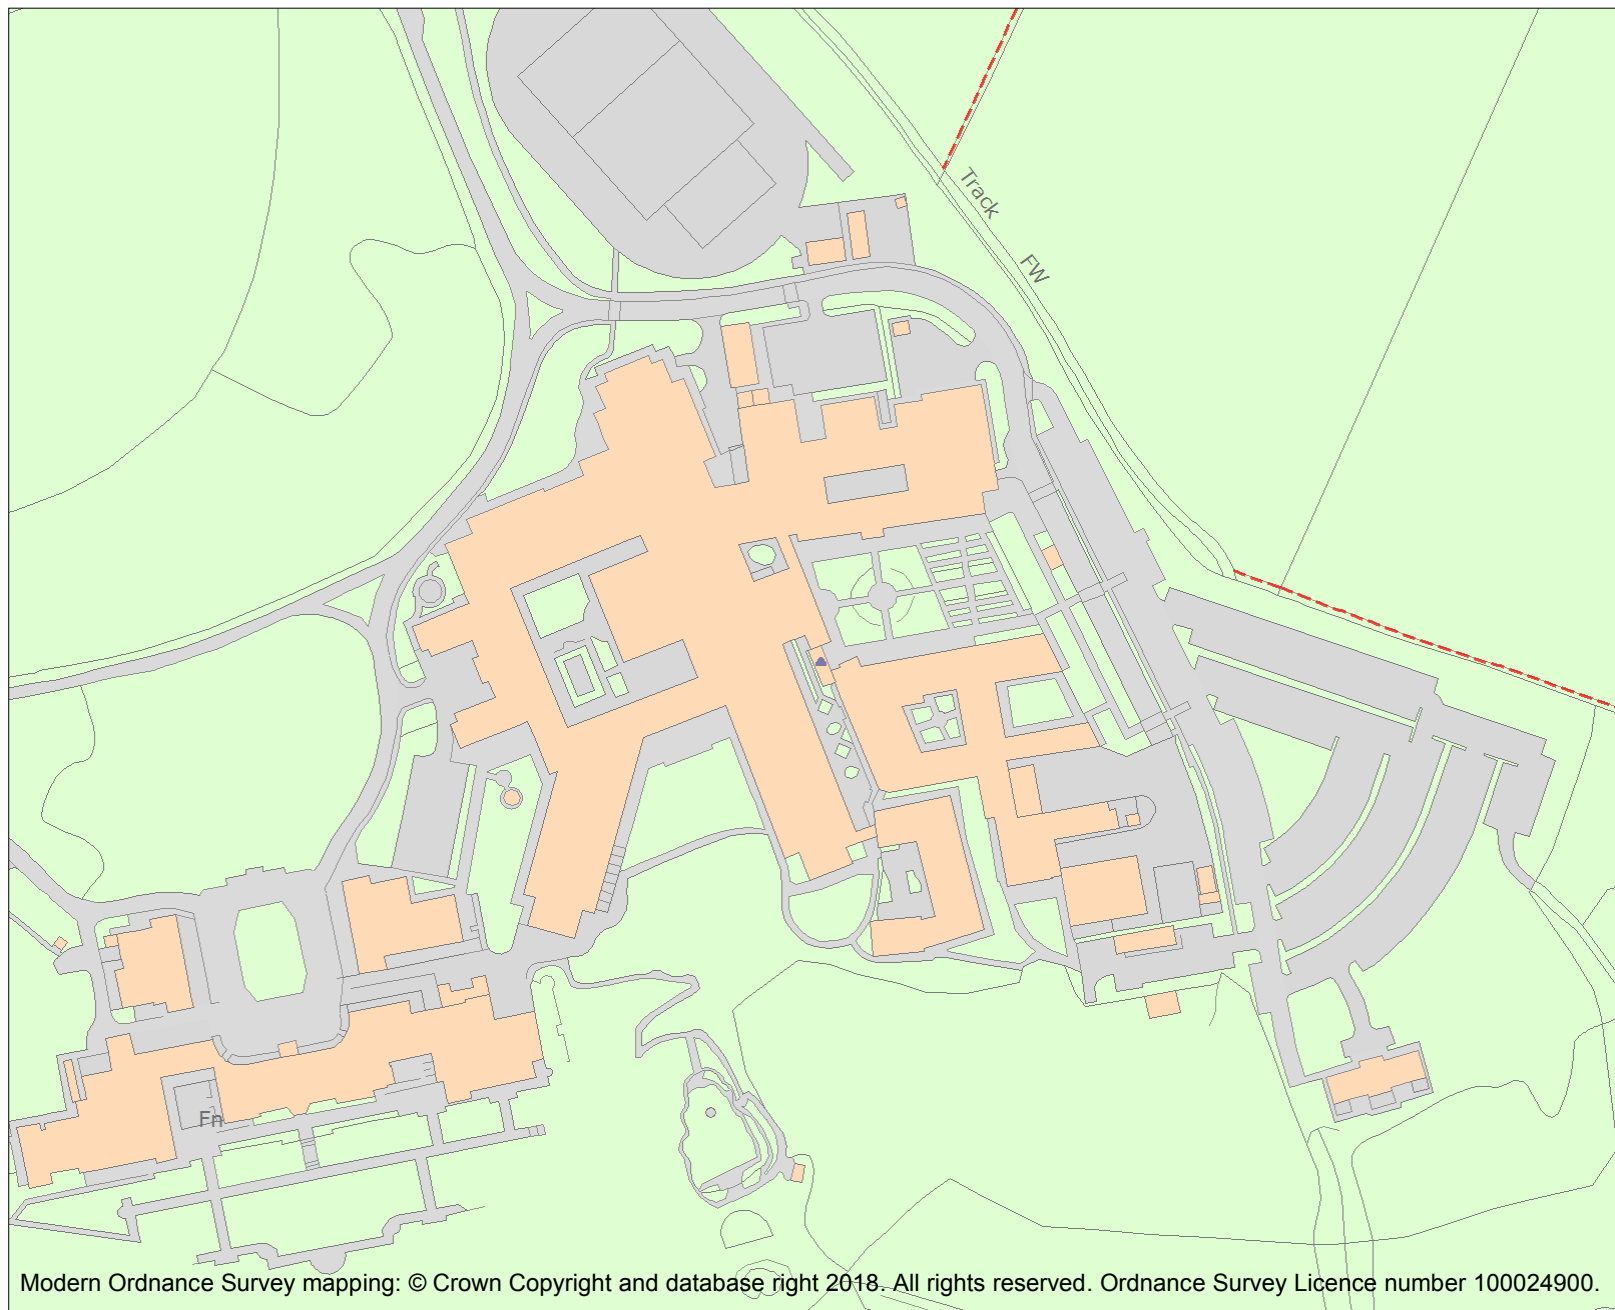 Track
FW
Fn
Modern Ordnance Survey mapping: © Crown Copyright and database right 2018. All rights reserved. Ordnance Survey Licence number 100024900.